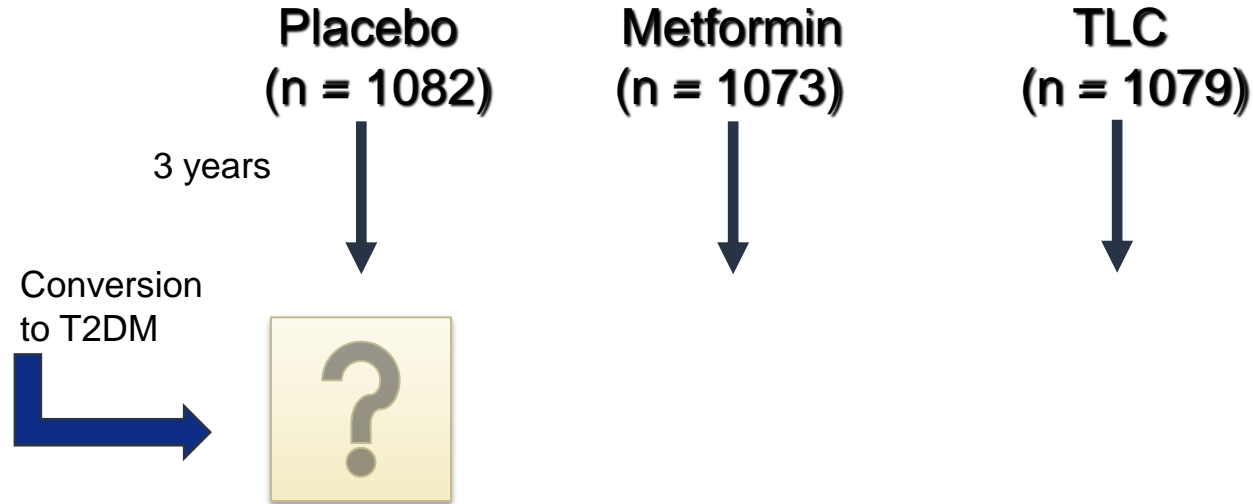 Placebo
(n = 1082)
Metformin
(n = 1073)
TLC
(n = 1079)
3 years
Conversion
to T2DM
?